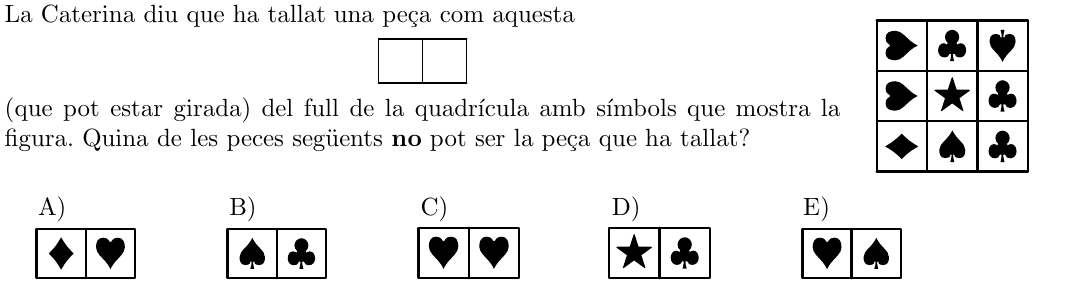 La Caterina diu que ha tallat una peça com aquesta
(que pot estar girada) del full de la quadrícula amb símbols que mostra la
figura. Quina de les peces següents no pot ser la peça que ha tallat?
A) B) C) D) E)